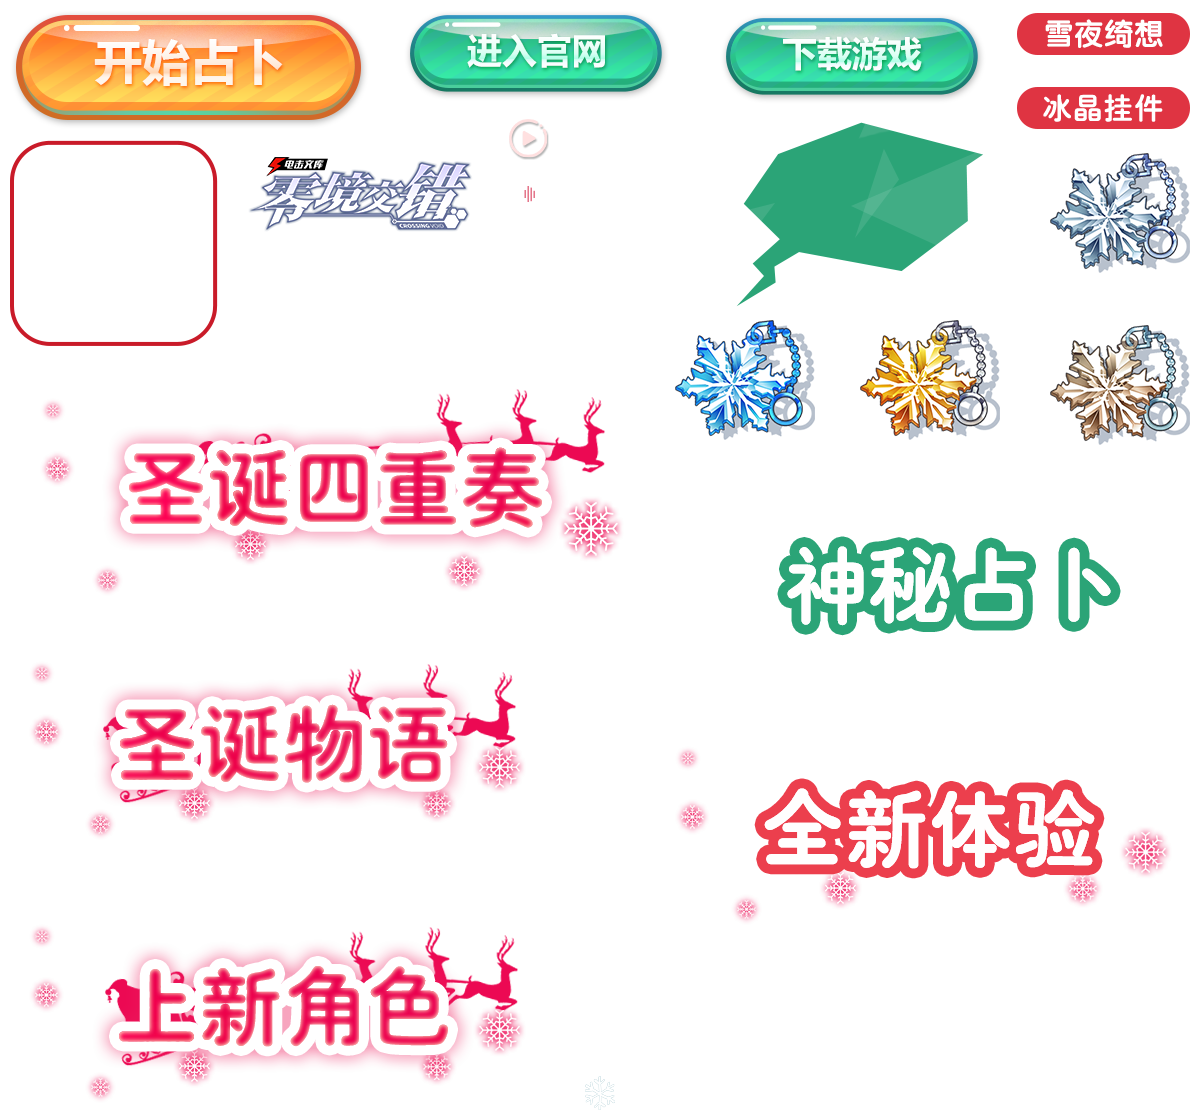 开始占卜
进入官网
下载游戏
雪夜绮想
冰晶挂件
电击文库
零境交错
CROSSING VOID
圣诞四重奏
神秘占卜
圣诞物语
全新体验
上新角色